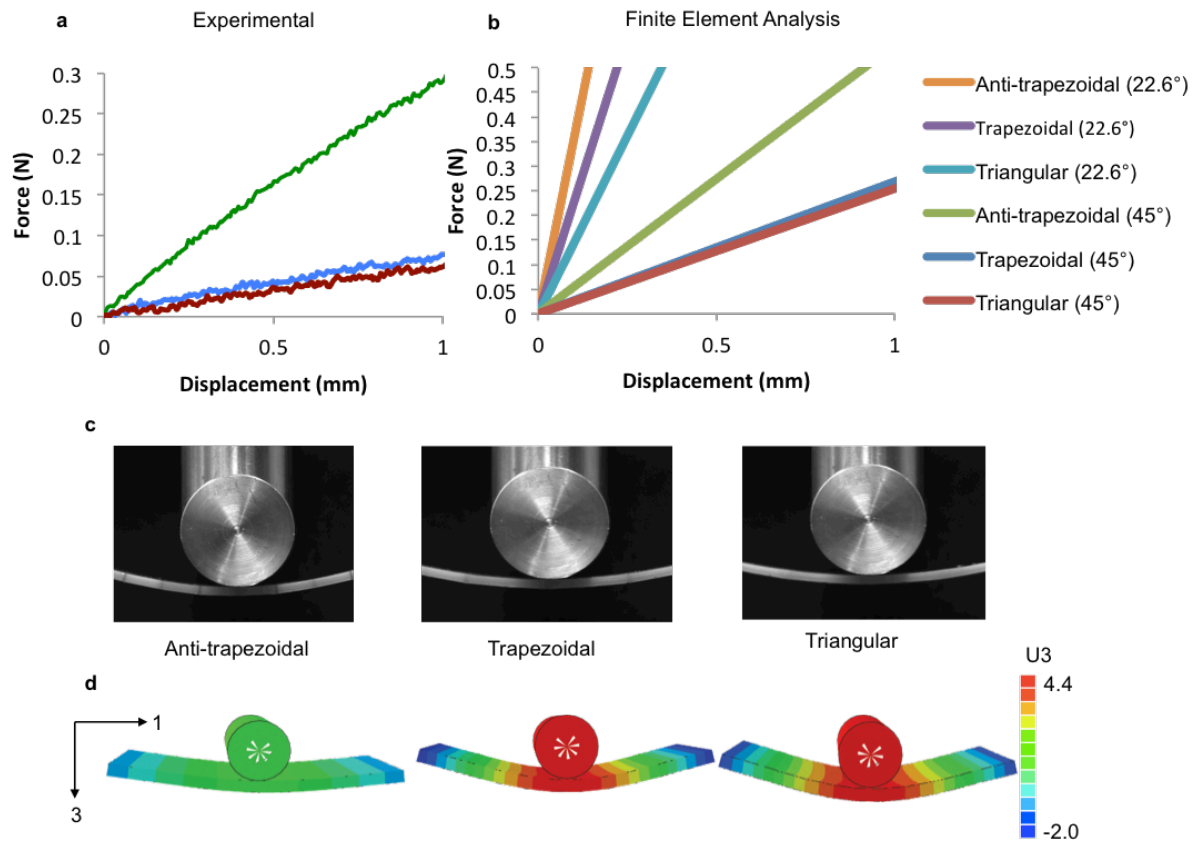 a
Experimental
0.3
0.25
0.2
0.15
0.1
0.05
0
Force (N)
0
0.5
1
Displacement (mm)
b
Finite Element Analysis
0.5
0.45
0.4
0.35
0.3
0.25
0.2
0.15
0.1
0.05
0
Force (N)
0
0.5
1
Displacement (mm)
Anti-trapezoidal (22.6°)
Trapezoidal (22.6°)
Triangular (22.6°)
Anti-trapezoidal (45°)
Trapezoidal (45°)
Triangular (45°)
c
Anti-trapezoidal
Trapezoidal
Triangular
d
1
3
U3
4.4
-2.0